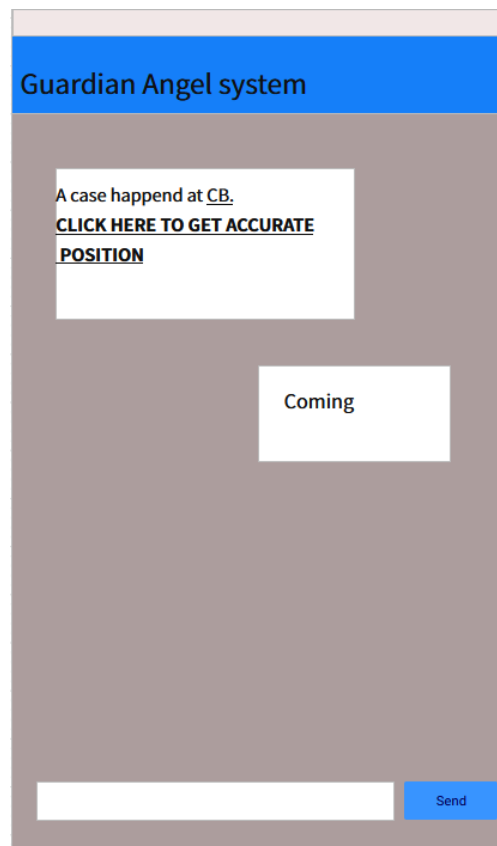 Guardian Angel system
A case happend at CB.
CLICK HERE TO GET ACCURATE
POSITION
Coming
Send